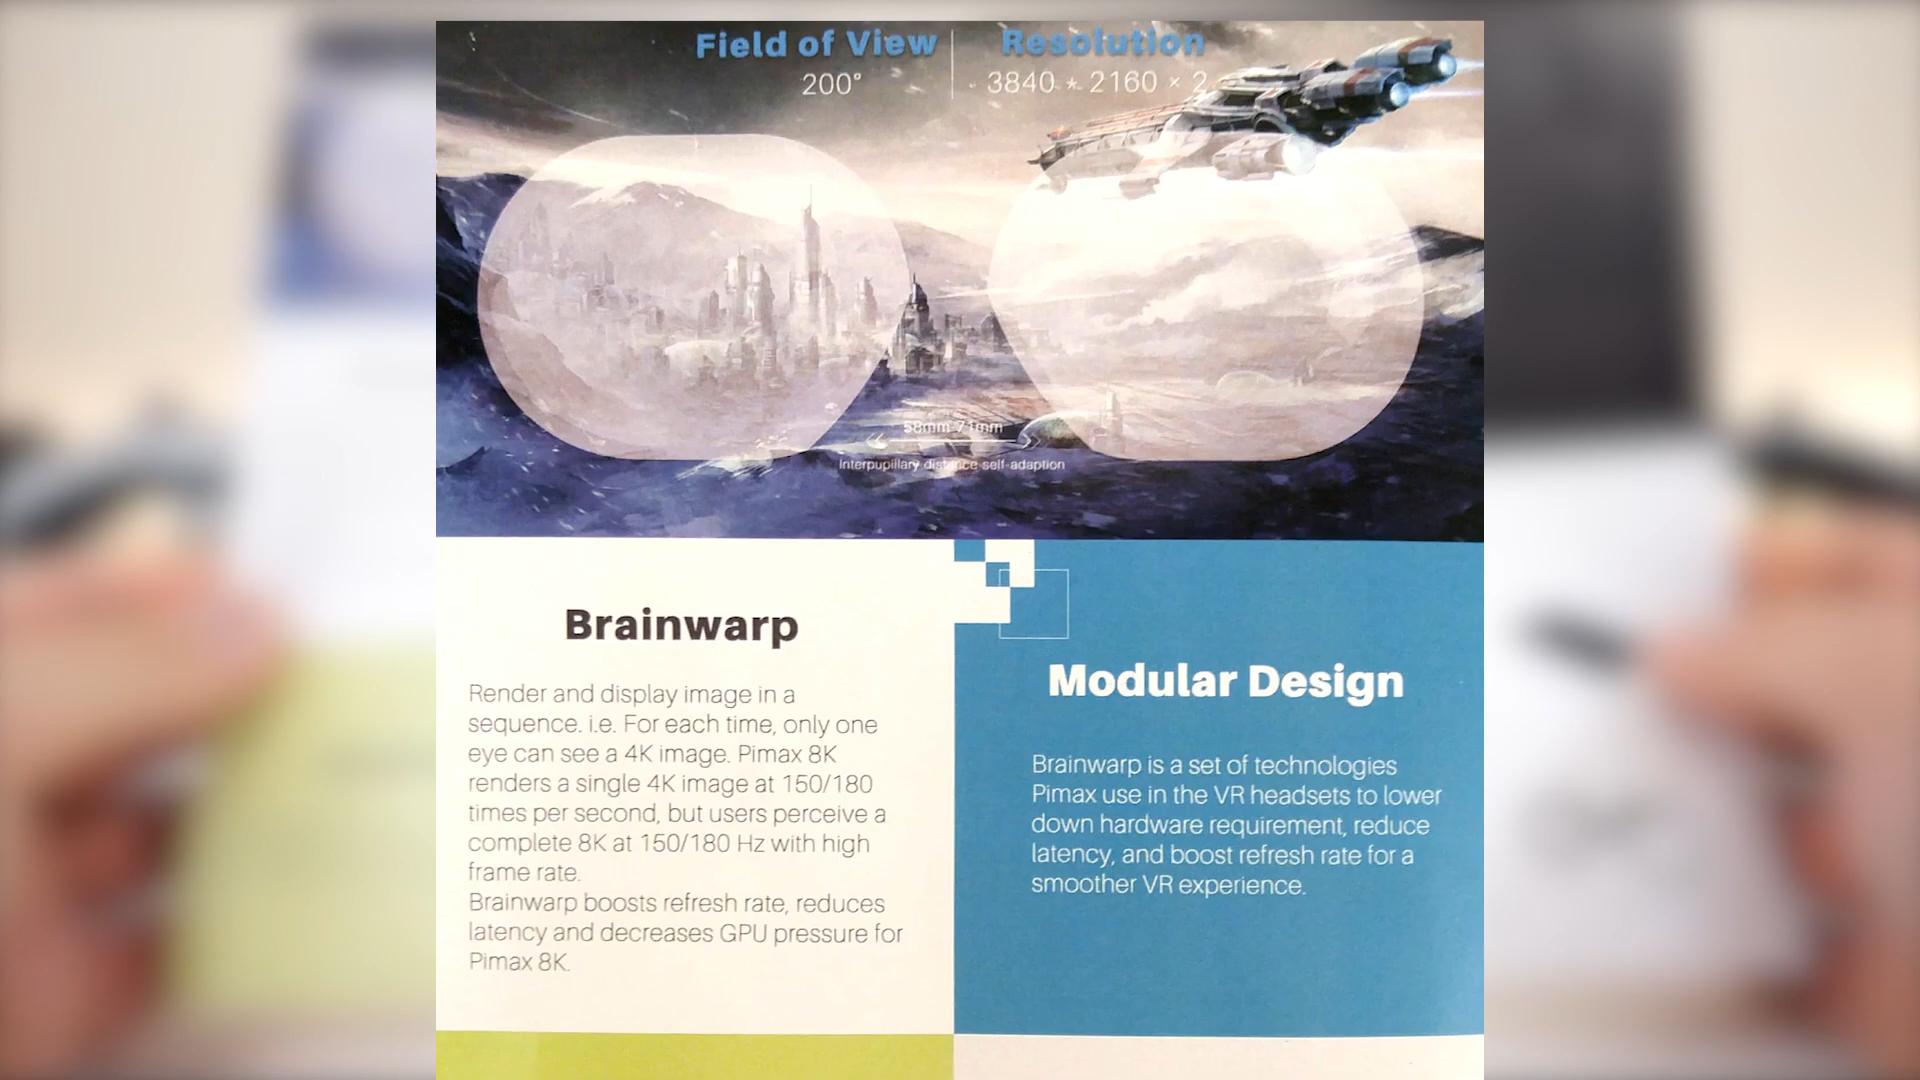 Field of View
200°
Resolution
3840 * 2160 × 2
58mm-71mm
Interpupillary distance self-adaption
Brainwarp
Render and display image in a
sequence. i.e. For each time, only one
eye can see a 4K image. Pimax 8K
renders a single 4K image at 150/180
times per second, but users perceive a
complete 8K at 150/180 Hz with high
frame rate.
Brainwarp boosts refresh rate, reduces
latency and decreases GPU pressure for
Pimax 8K.
Modular Design
Brainwarp is a set of technologies
Pimax use in the VR headsets to lower
down hardware requirement, reduce
latency, and boost refresh rate for a
smoother VR experience.